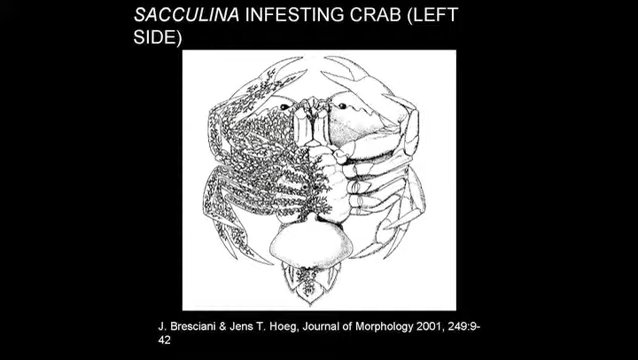 SACCULINA INFESTING CRAB (LEFT
SIDE)
J. Bresciani & Jens T. Hoeg, Journal of Morphology 2001, 249:9-
42